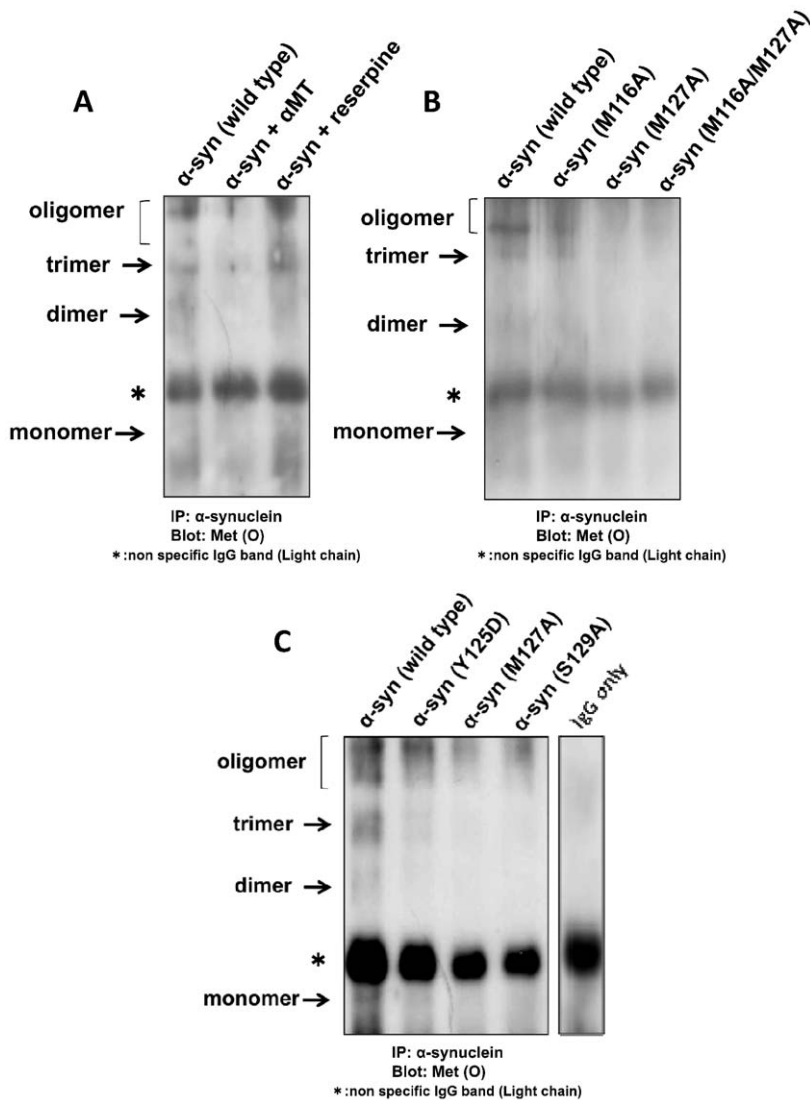 A
α-syn (wild type)
α-syn + αMT
α-syn + reserpine
oligomer
trimer
dimer
*
monomer
IP: α-synuclein
Blot: Met (O)
* :non specific IgG band (Light chain)
B
α-syn (wild type)
α-syn (M116A)
α-syn (M127A)
α-syn (M116A/M127A)
oligomer
trimer
dimer
*
monomer
IP: α-synuclein
Blot: Met (O)
* :non specific IgG band (Light chain)
C
α-syn (wild type)
α-syn (Y125D)
α-syn (M127A)
α-syn (S129A)
IgG only
oligomer
trimer
dimer
*
monomer
IP: α-synuclein
Blot: Met (O)
* :non specific IgG band (Light chain)